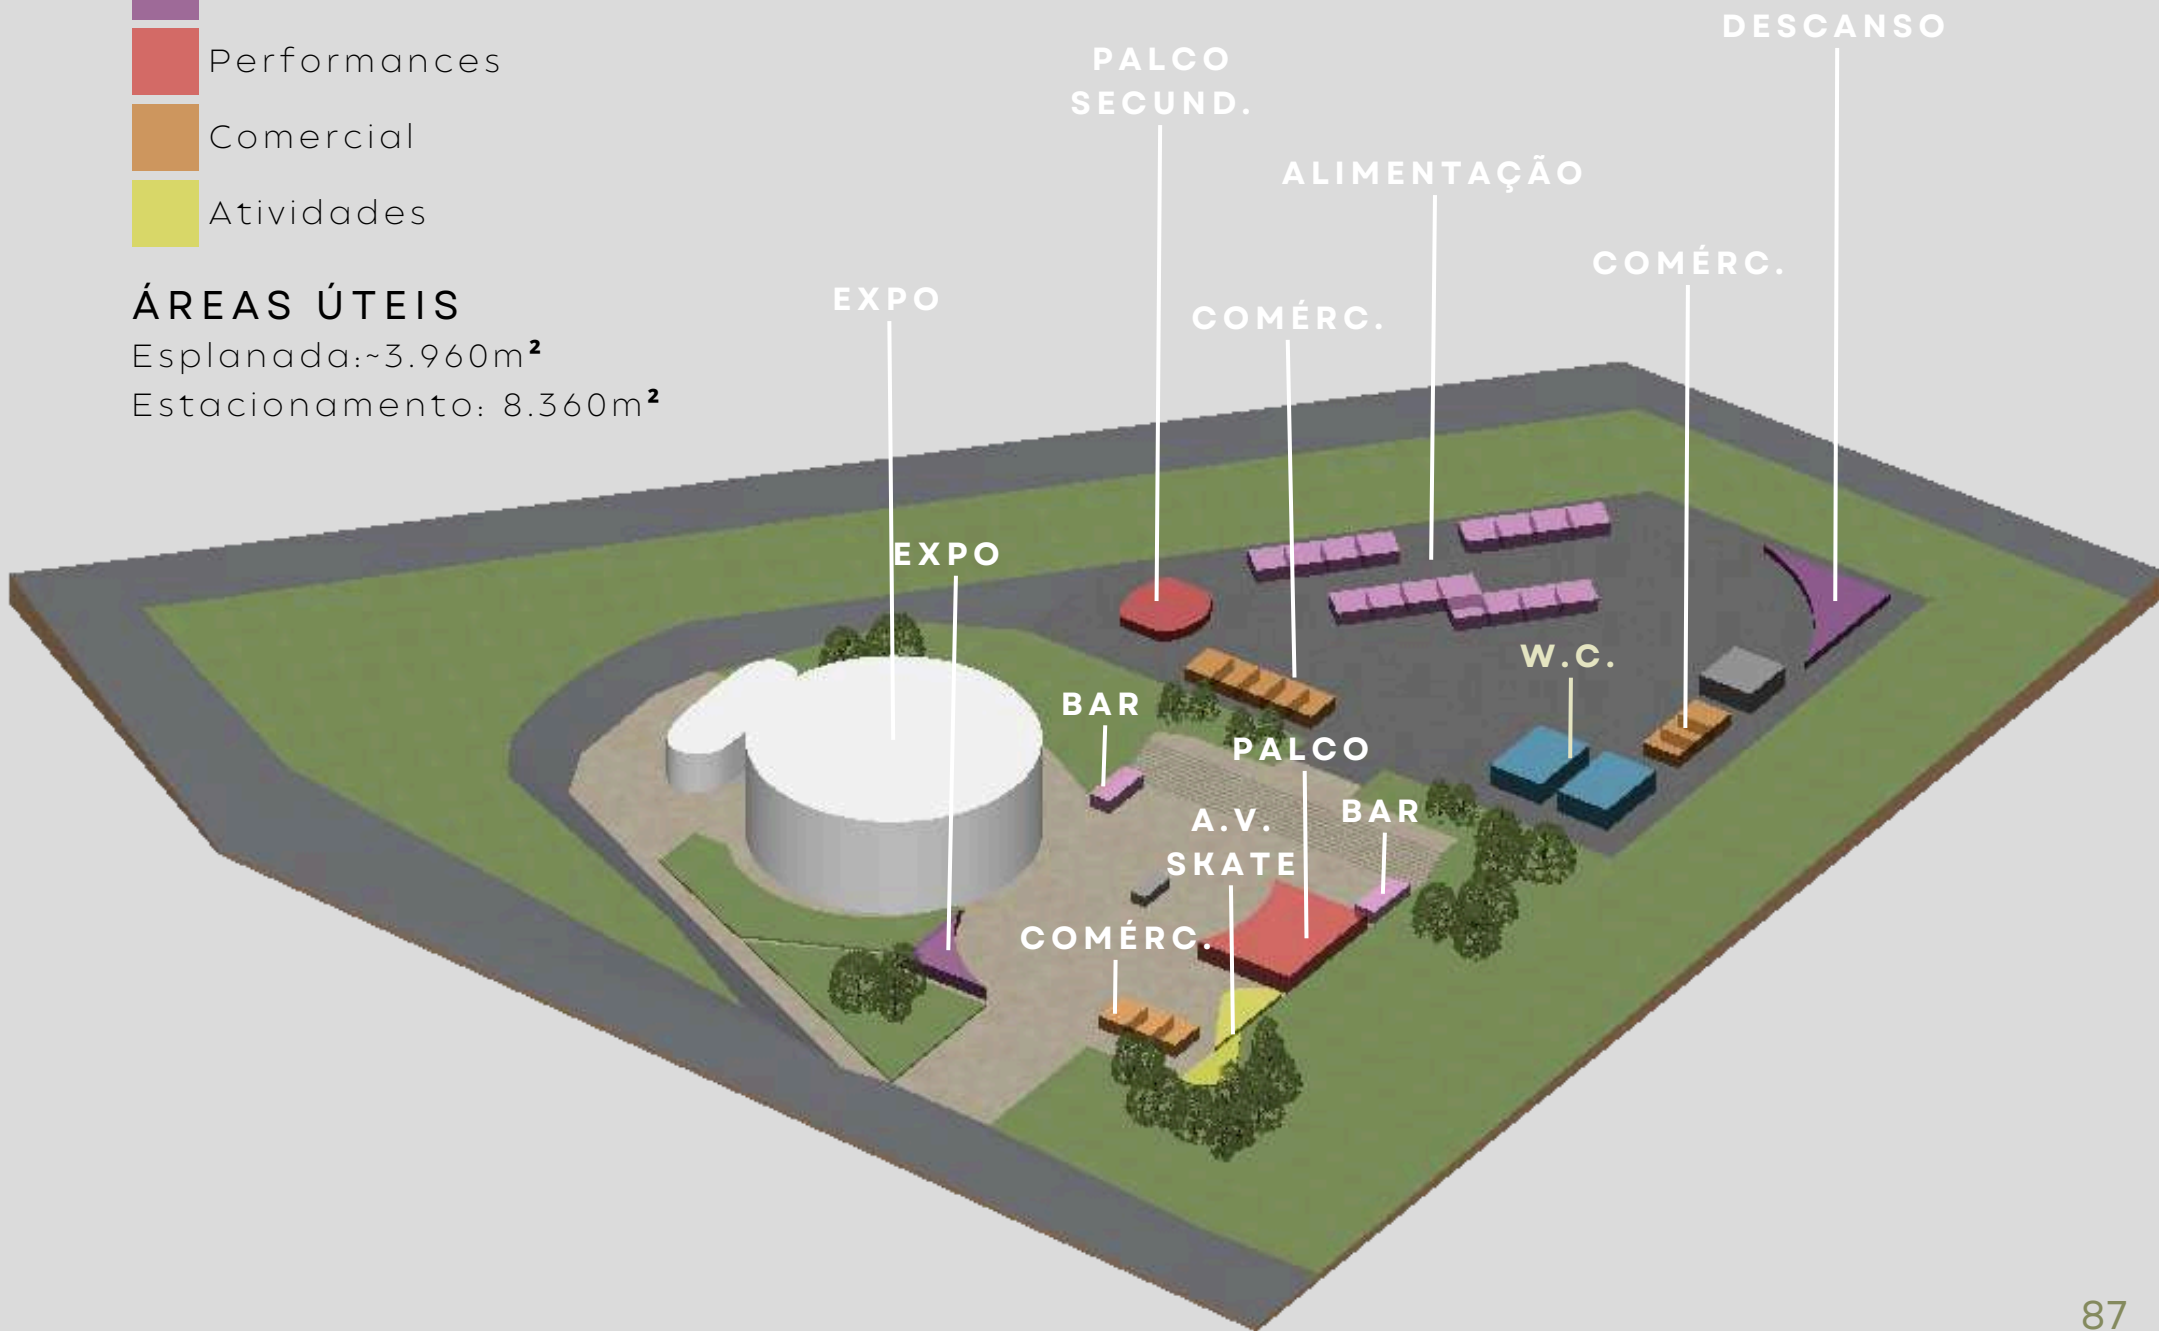 Performances
Comercial
Atividades
ÁREAS ÚTEIS
Esplanada:~3.960m²
Estacionamento: 8.360m²
DESCANSO
PALCO
SECUND.
ALIMENTAÇÃO
COMÉRC.
EXPO
COMÉRC.
EXPO
W.C.
BAR
PALCO
BAR
A.V.
SKATE
COMÉRC.
87